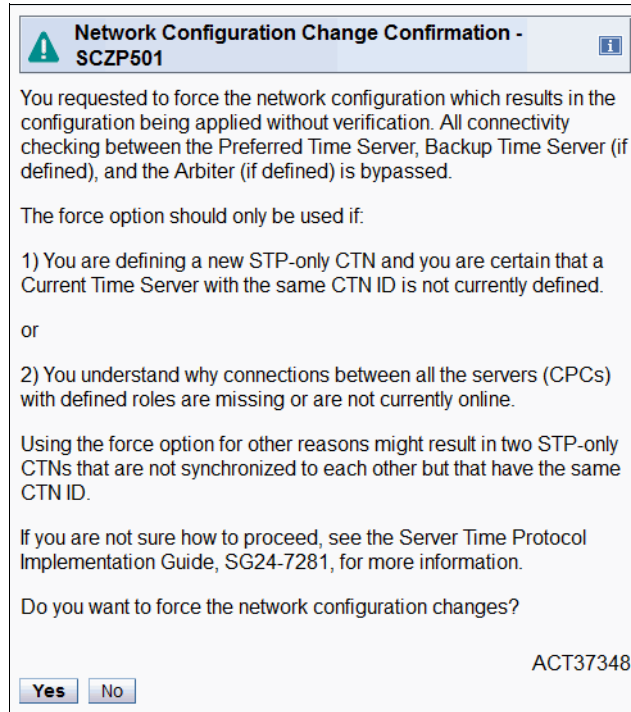 Network Configuration Change Confirmation -
SCZP501
i
You requested to force the network configuration which results in the
configuration being applied without verification. All connectivity
checking between the Preferred Time Server, Backup Time Server (if
defined), and the Arbiter (if defined) is bypassed.
The force option should only be used if:
1) You are defining a new STP-only CTN and you are certain that a
Current Time Server with the same CTN ID is not currently defined.
or
2) You understand why connections between all the servers (CPCs)
with defined roles are missing or are not currently online.
Using the force option for other reasons might result in two STP-only
CTNs that are not synchronized to each other but that have the same
CTN ID.
If you are not sure how to proceed, see the Server Time Protocol
Implementation Guide, SG24-7281, for more information.
Do you want to force the network configuration changes?
ACT37348
Yes No